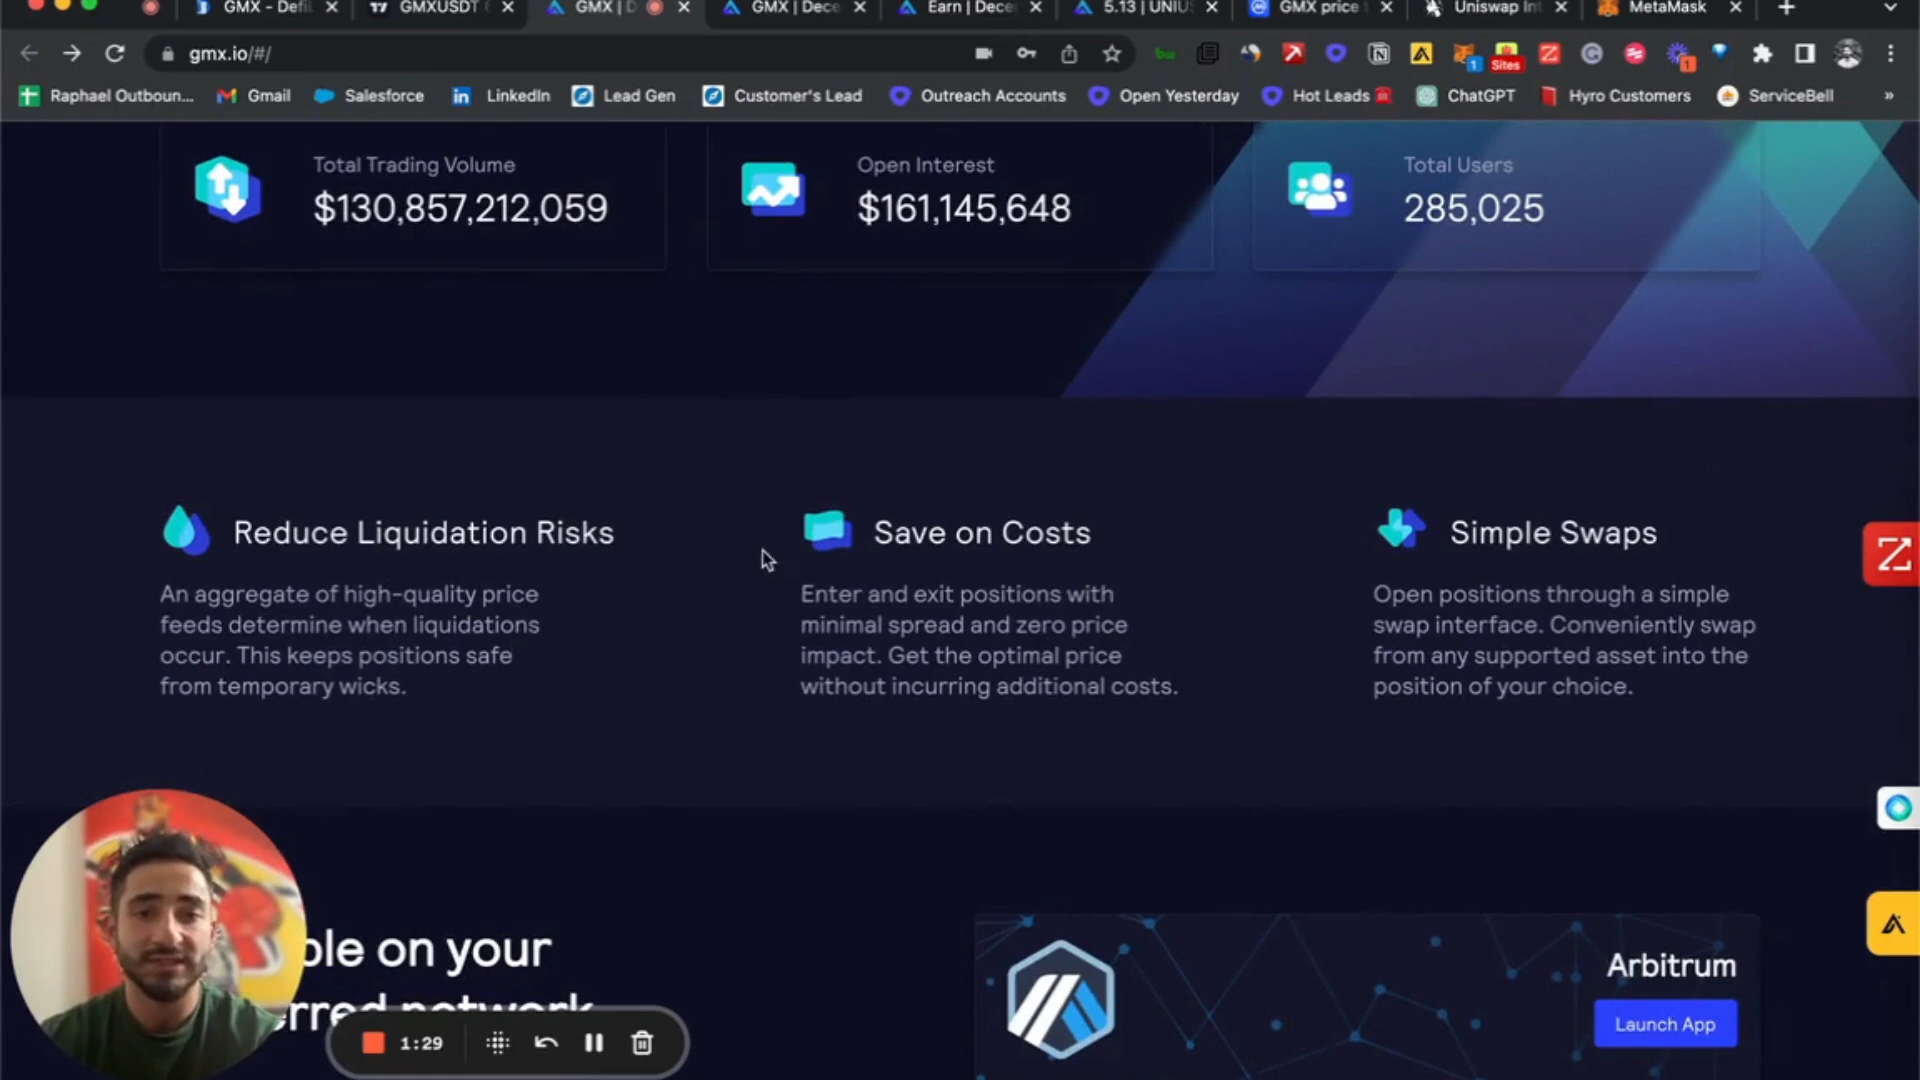 GMX - Defi
GMXUSDT
GMX | D
GMX | Dece
Earn | Dece
5.13 | UNIU
GMX price
Uniswap Int
MetaMask
gmx.io/#/
bw
1
Sites
1
Raphael Outboun...
Gmail
Salesforce
LinkedIn
Lead Gen
Customer's Lead
Outreach Accounts
Open Yesterday
Hot Leads
ChatGPT
Hyro Customers
ServiceBell
»
Total Trading Volume
$130,857,212,059
Open Interest
$161,145,648
Total Users
285,025
Reduce Liquidation Risks
An aggregate of high-quality price
feeds determine when liquidations
occur. This keeps positions safe
from temporary wicks.
Save on Costs
Enter and exit positions with
minimal spread and zero price
impact. Get the optimal price
without incurring additional costs.
Simple Swaps
Open positions through a simple
swap interface. Conveniently swap
from any supported asset into the
position of your choice.
ble on your
erred network
Arbitrum
Launch App
1:29